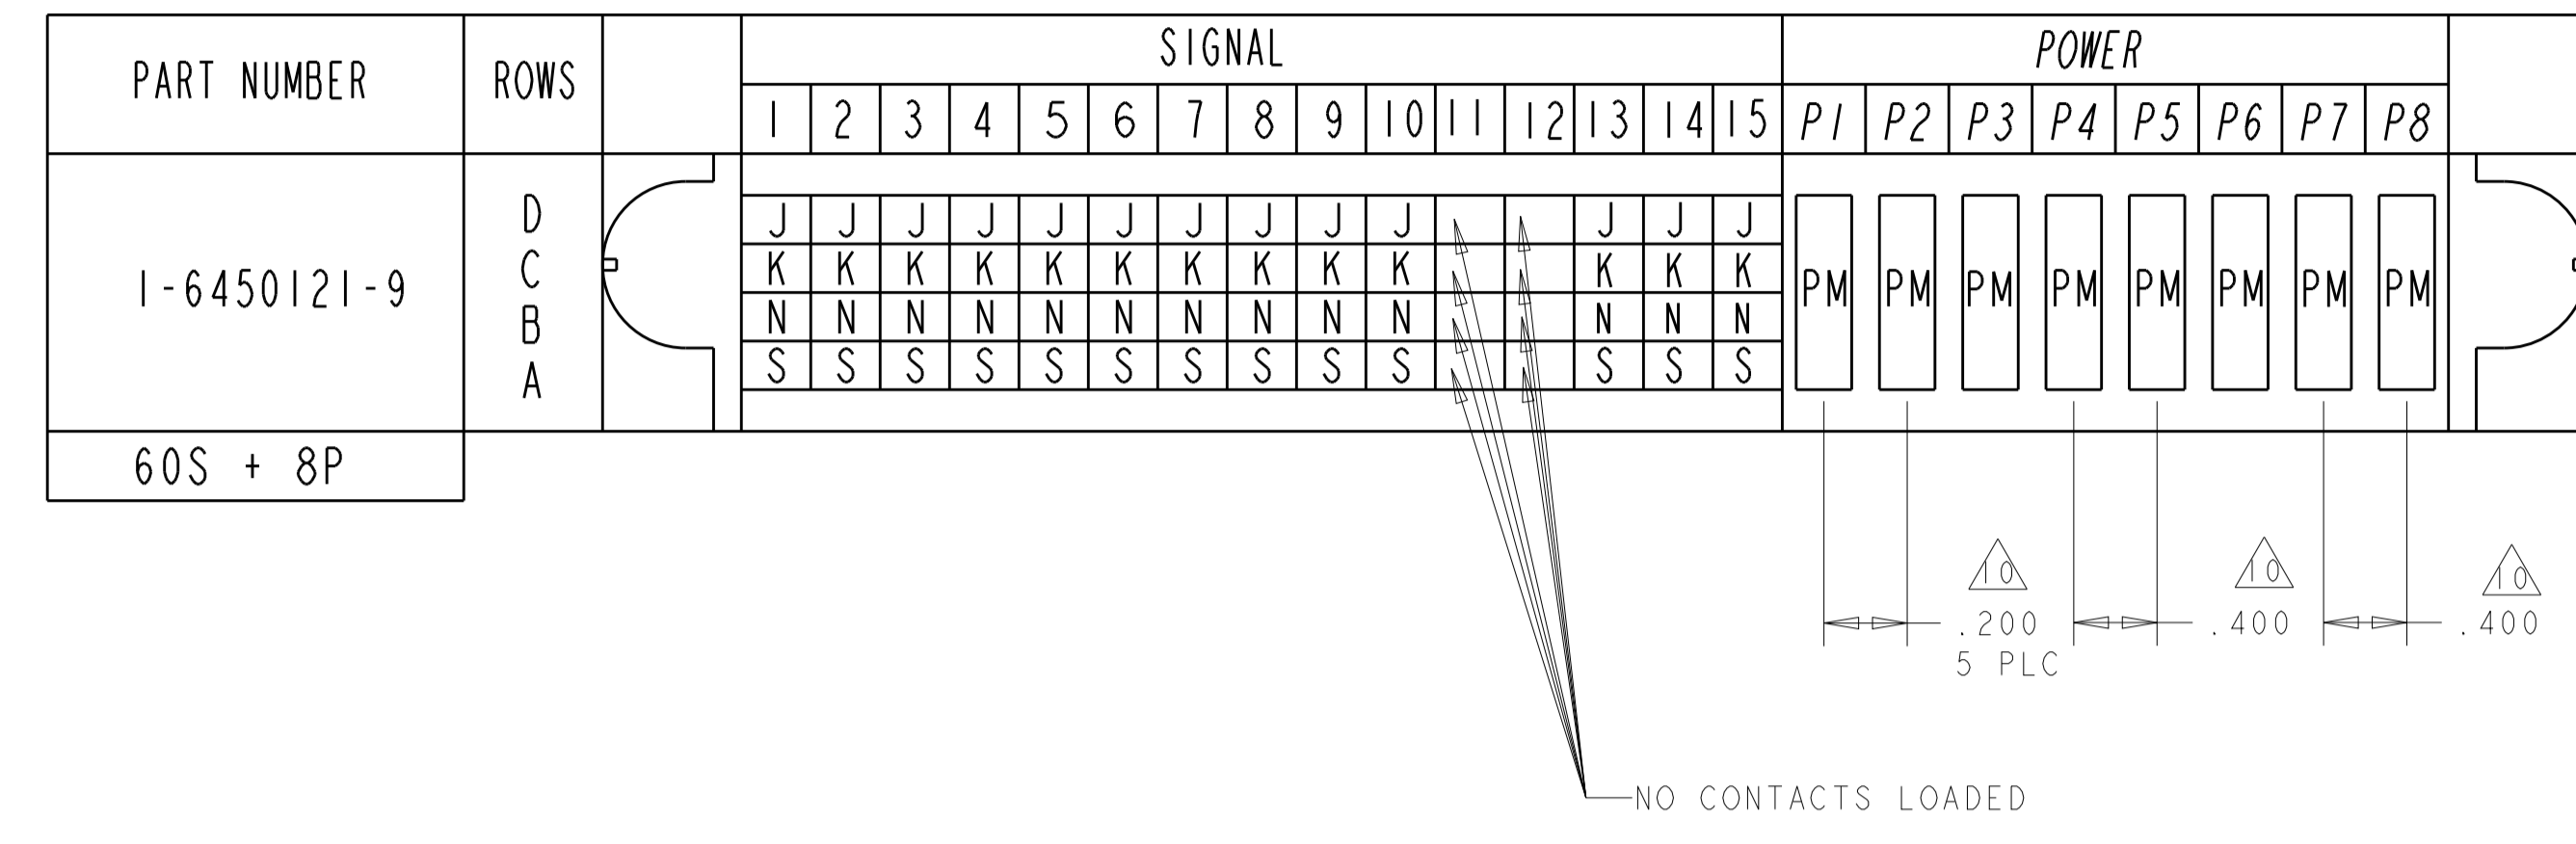 PART NUMBER ROWS SIGNAL POWER
1 2 3 4 5 6 7 8 9 10 11 12 13 14 15 P1 P2 P3 P4 P5 P6 P7 P8
D J J J J J J J J J J J J J
C K K K K K K K K K K K K K
1-6450121-9 PM PM PM PM PM PM PM PM
B N N N N N N N N N N N N N
A S S S S S S S S S S S S S
60S + 8P
10 10 10
.200 .400 .400
5 PLC
NO CONTACTS LOADED